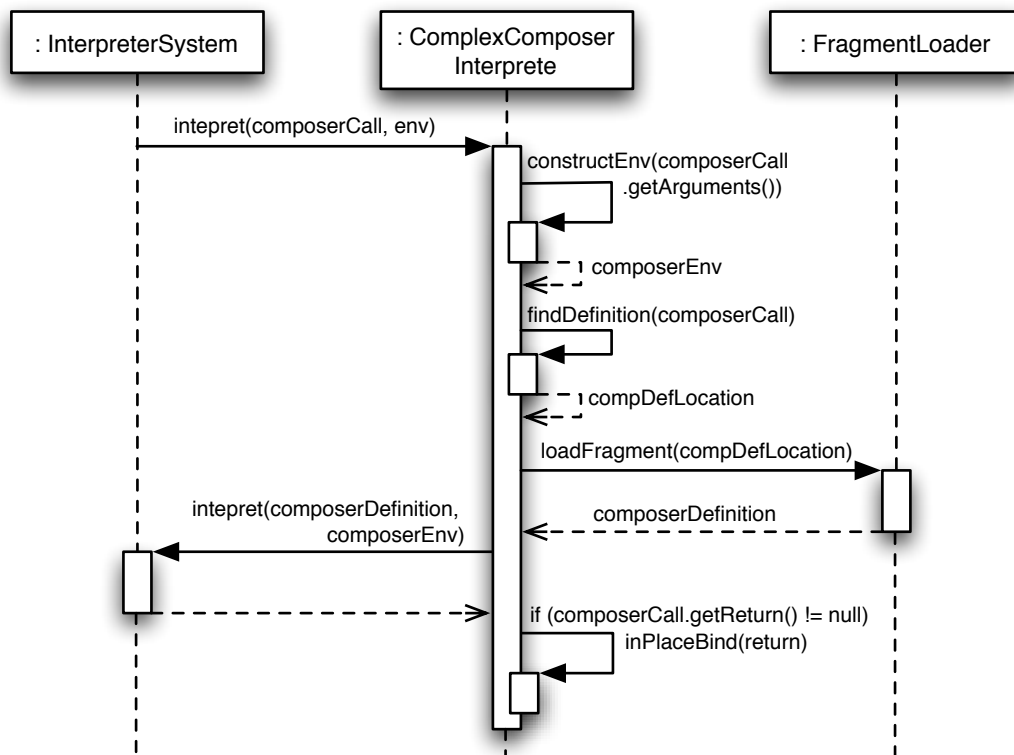 : InterpreterSystem
: ComplexComposer
Interprete
: FragmentLoader
intepret(composerCall, env)
constructEnv(composerCall
.getArguments())
composerEnv
findDefinition(composerCall)
compDefLocation
loadFragment(compDefLocation)
composerDefinition
intepret(composerDefinition,
composerEnv)
if (composerCall.getReturn() != null)
inPlaceBind(return)